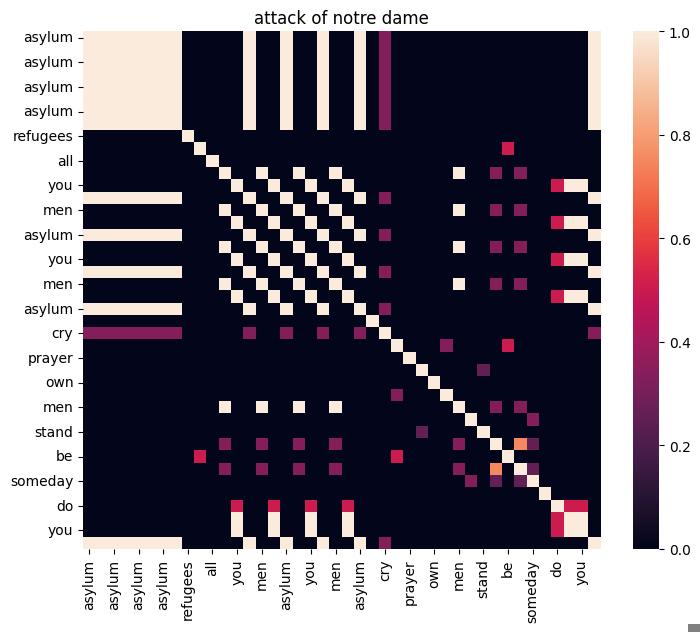 attack of notre dame
asylum
asylum
asylum
asylum
refugees
all
you
men
asylum
you
men
asylum
cry
prayer
own
men
stand
be
someday
do
you
1.0
0.8
0.6
0.4
0.2
0.0
asylum
asylum
asylum
asylum
refugees
all
you
men
asylum
you
men
asylum
cry
prayer
own
men
stand
be
someday
do
you